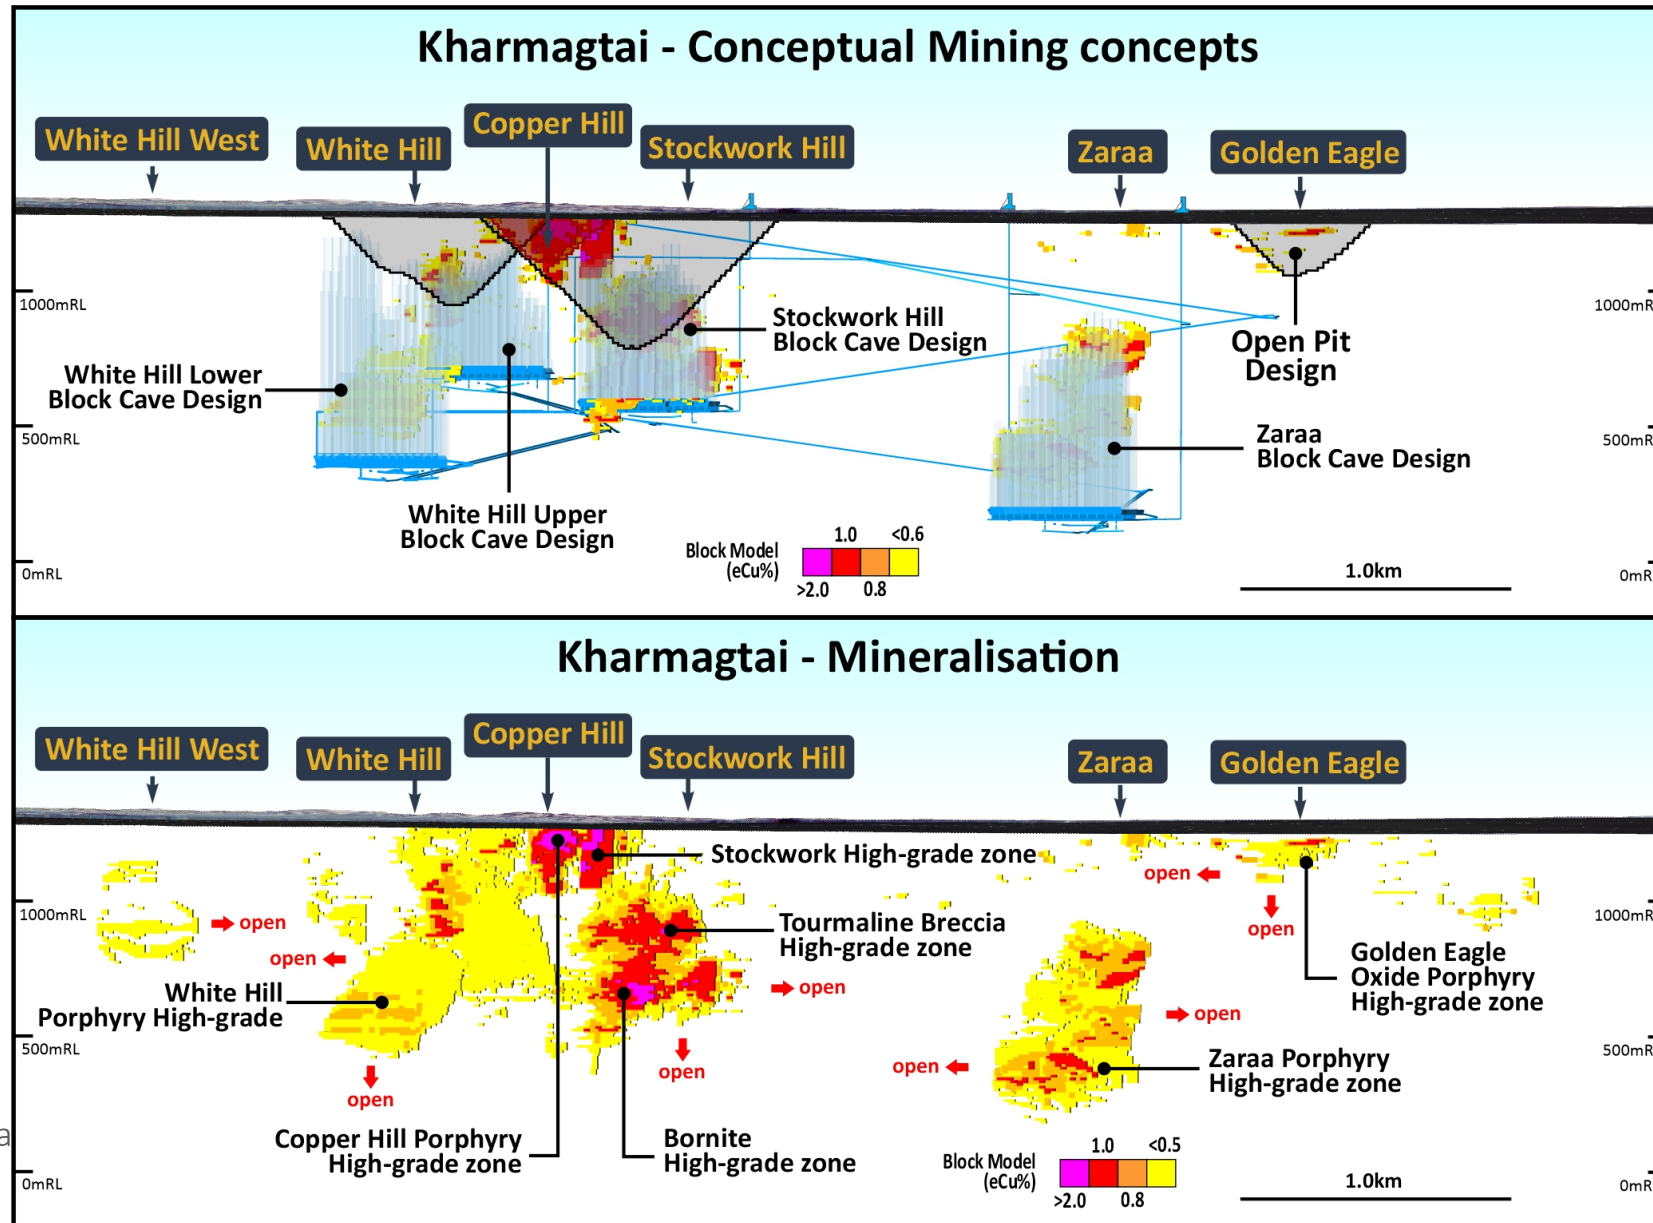 Kharmagtai - Conceptual Mining concepts
White Hill West
White Hill
Copper Hill
Stockwork Hill
Zaraa
Golden Eagle
1000mRL
1000mR
Stockwork Hill
Block Cave Design
Open Pit
Design
White Hill Lower
Block Cave Design
500mRL
500mR
Zaraa
Block Cave Design
White Hill Upper
Block Cave Design
Block Model
(eCu%)
1.0
<0.6
>2.0
0.8
1.0km
0mRL
0mR
Kharmagtai - Mineralisation
White Hill West
White Hill
Copper Hill
Stockwork Hill
Zaraa
Golden Eagle
Stockwork High-grade zone
open
1000mRL
1000mR
open
open
Tourmaline Breccia
High-grade zone
open
Golden Eagle
Oxide Porphyry
High-grade zone
White Hill
Porphyry High-grade
open
open
500mRL
500mR
open
open
open
Zaraa Porphyry
High-grade zone
a
Copper Hill Porphyry
High-grade zone
Bornite
High-grade zone
Block Model
(eCu%)
1.0
<0.5
>2.0
0.8
1.0km
0mRL
0mR